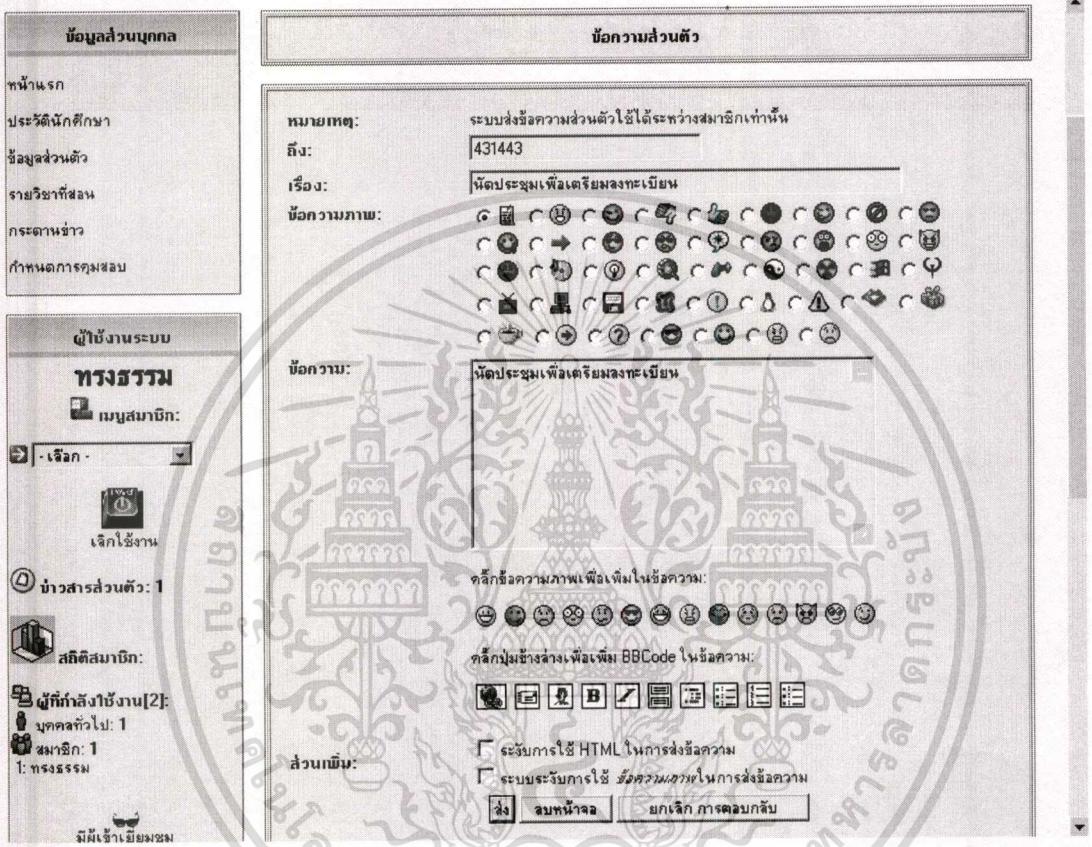 ข้อมูลส่วนบุคคล
หน้าแรก
ประวัตินักศึกษา
ข้อมูลส่วนตัว
รายวิชาที่สอน
กระดานข่าว
กำหนดการคุมสอบ
ผู้ใช้งานระบบ
ทรงธรรม
เมนูสมาชิก:
- เลือก -
เลิกใช้งาน
ข่าวสารส่วนตัว: 1
สถิติสมาชิก:
ผู้ที่กำลังใช้งาน[2]:
บุคคลทั่วไป: 1
สมาชิก: 1
1: ทรงธรรม
มีผู้เข้าเยี่ยมชม
ข้อความส่วนตัว
หมายเหตุ: ระบบส่งข้อความส่วนตัวใช้ได้ระหว่างสมาชิกเท่านั้น
ถึง: 431443
เรื่อง: นัดประชุมเพื่อเตรียมลงทะเบียน
ข้อความภาพ:
ข้อความ: นัดประชุมเพื่อเตรียมลงทะเบียน
คลิ๊กข้อความภาพเพื่อเพิ่มในข้อความ:
คลิ๊กปุ่มข้างล่างเพื่อเพิ่ม BBCode ในข้อความ:
B I
ส่วนเพิ่ม: ระงับการใช้ HTML ในการส่งข้อความ
ระบบระงับการใช้ ข้อความภาพในการส่งข้อความ
ส่ง ลบหน้าจอ ยกเลิก การตอบกลับ